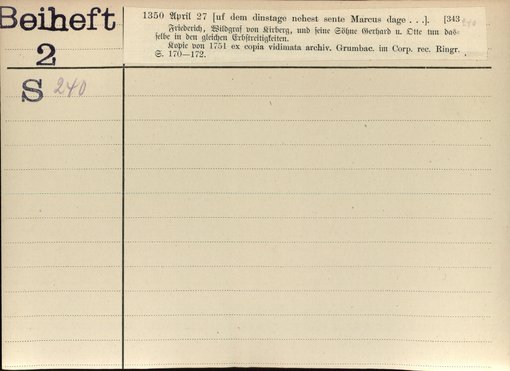 Beiheft
2
S 240
1350 April 27 [uf dem dinstage nehest sente Marcus dage . . .]. [343
240
Friederich, Wildgraf von Kirberg, und seine Söhne Gerhard u. Otte tun das-
selbe in den gleichen Erbstreitigkeiten.
Kopie von 1751 ex copia vidimata archiv. Grumbac. im Corp. rec. Ringr.
S. 170—172.